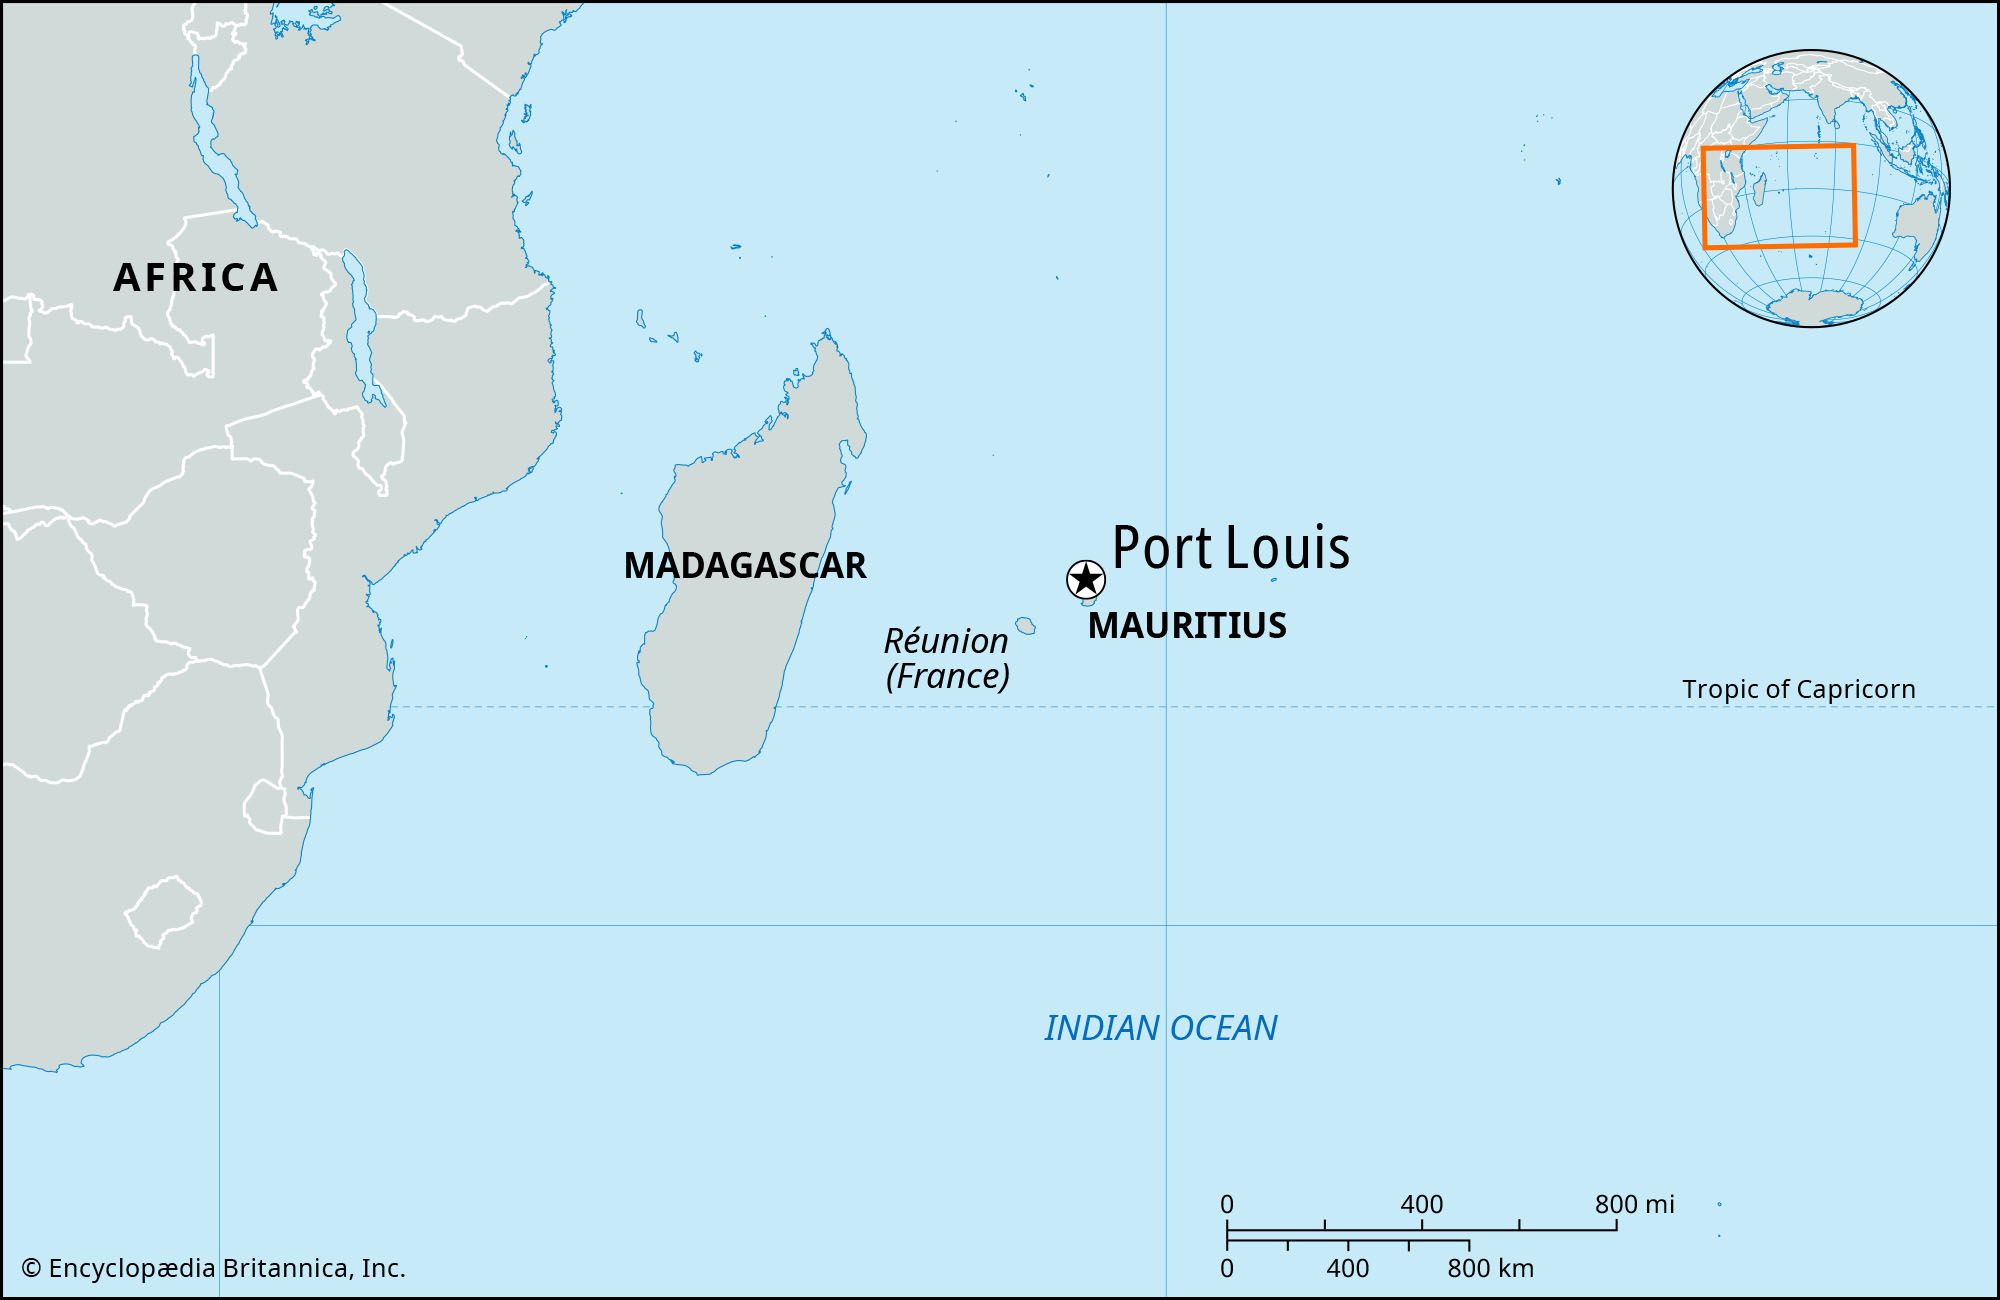 AFRICA
Port Louis
MADAGASCAR
MAURITIUS
Réunion
(France)
Tropic of Capricorn
INDIAN OCEAN
0 400 800 mi
0 400 800 km
© Encyclopædia Britannica, Inc.